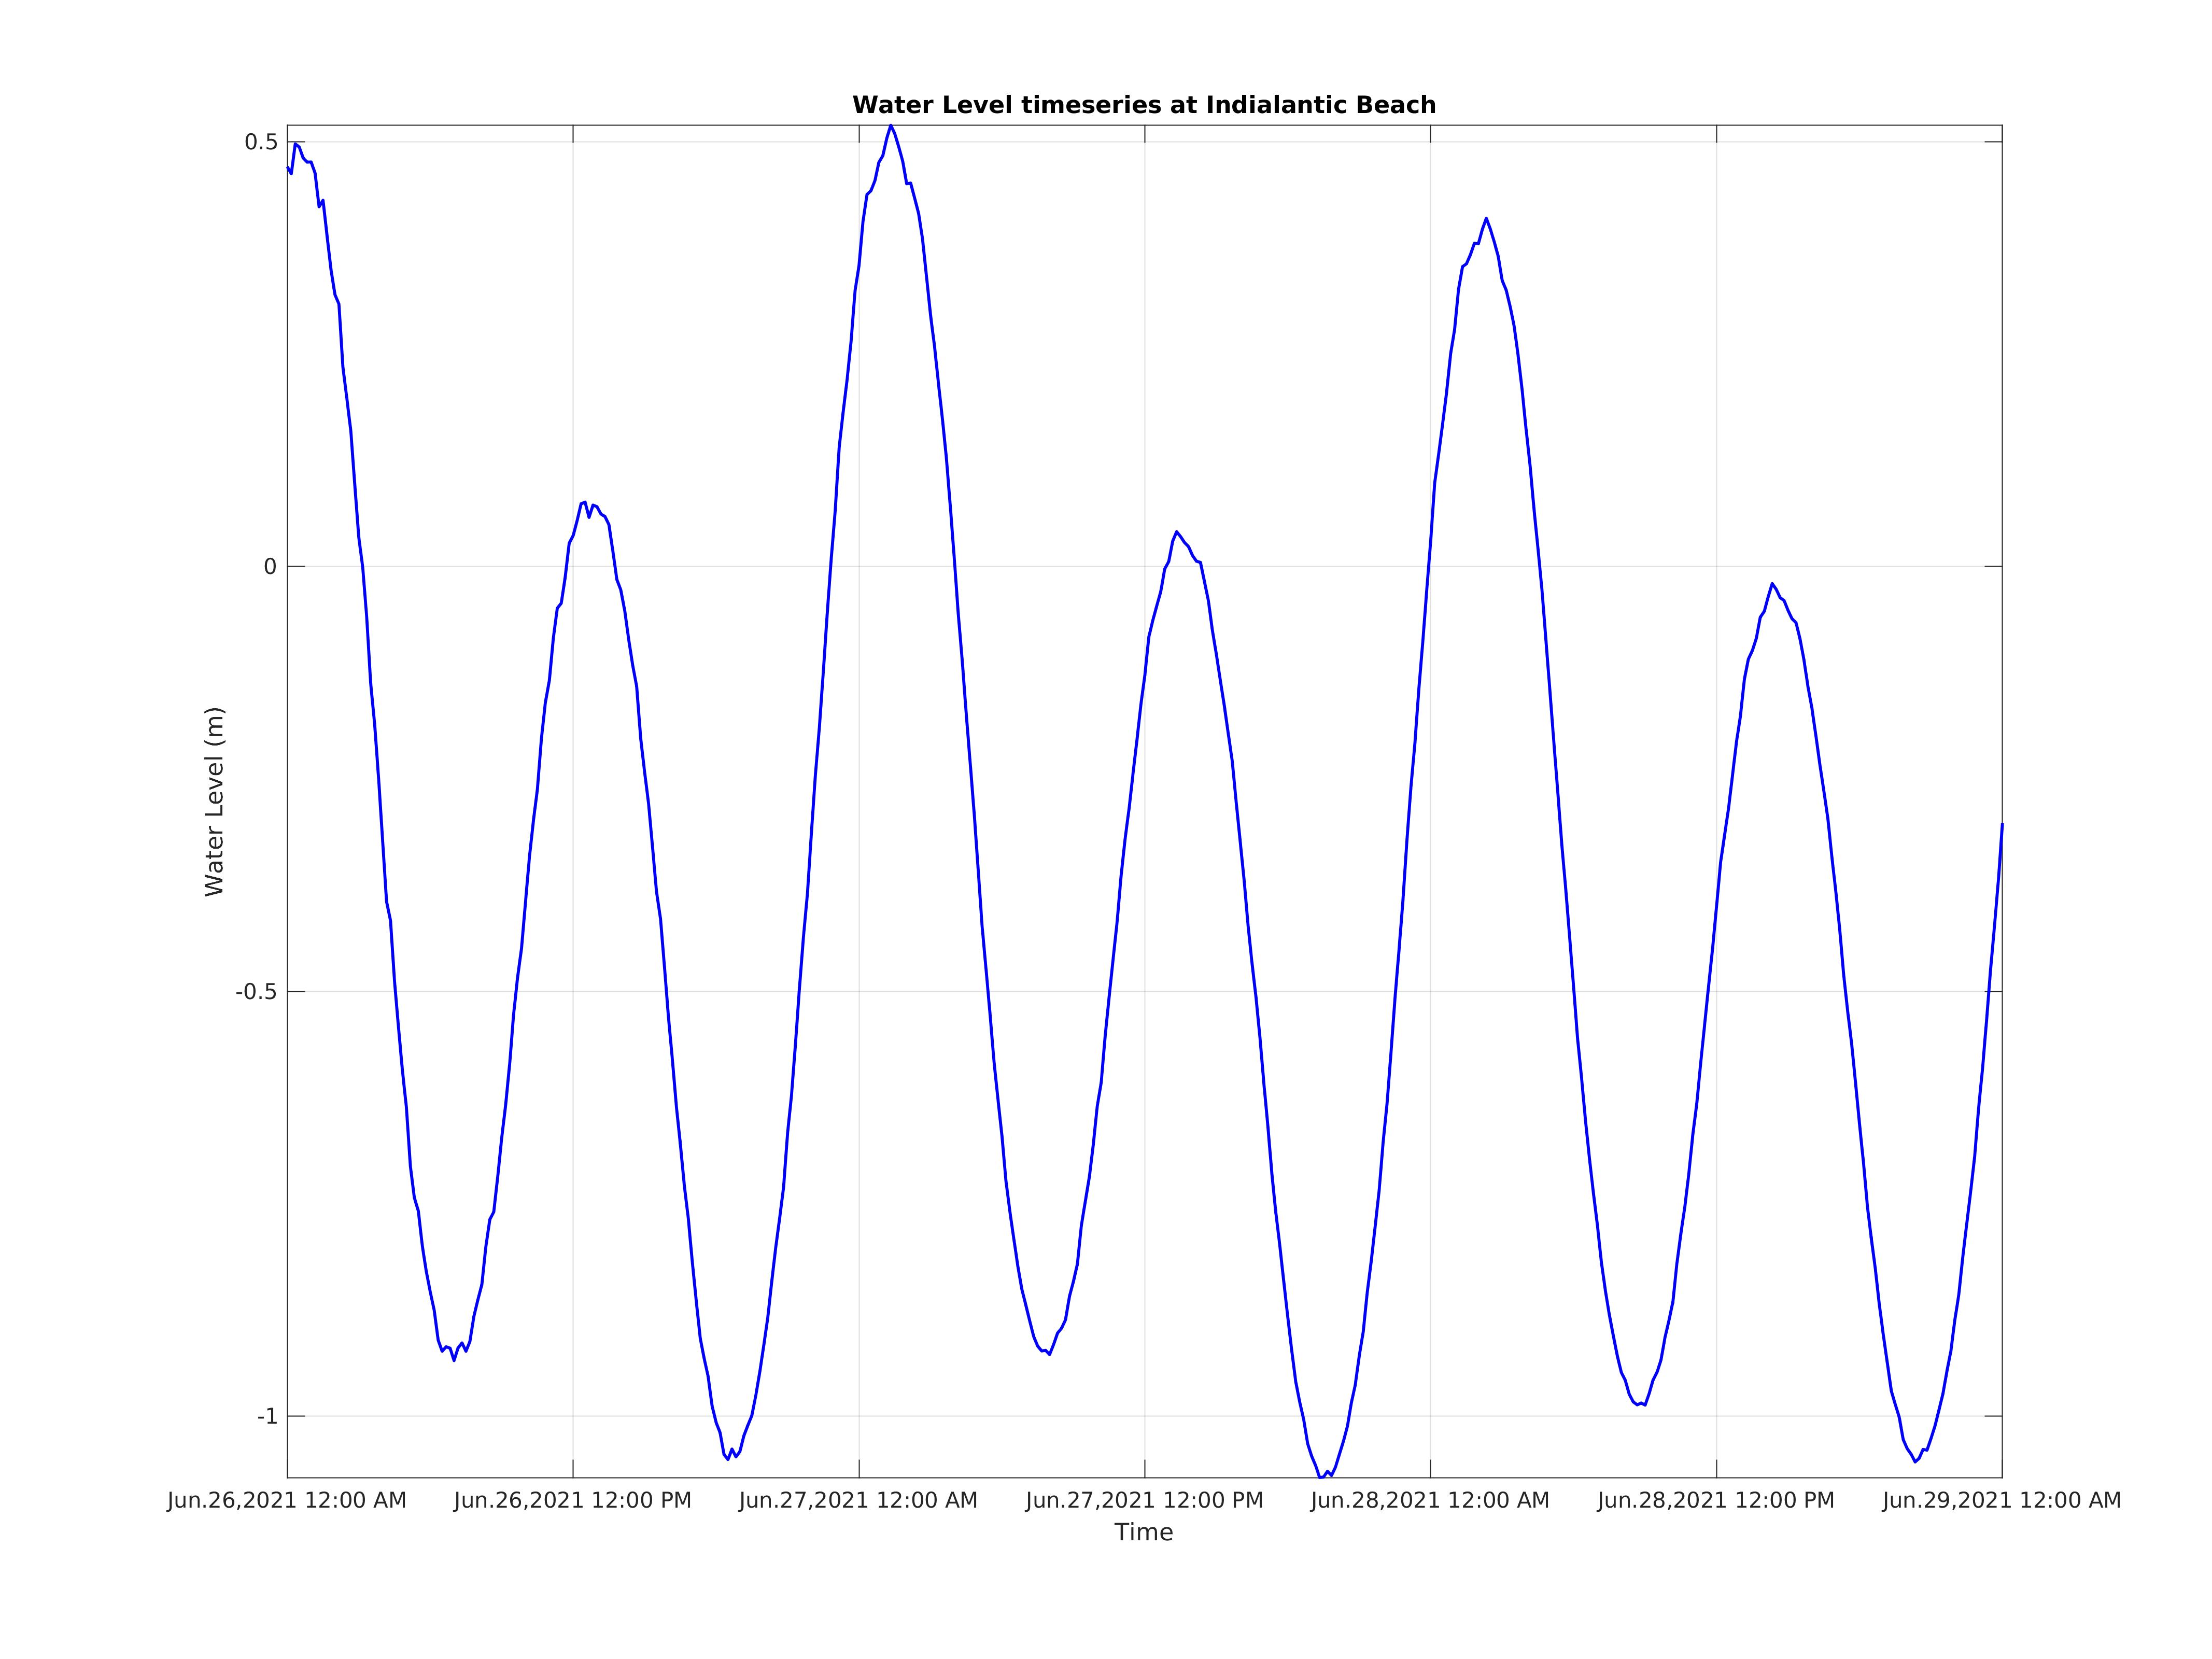 Water Level timeseries at Indialantic Beach
0.5
0
-0.5
-1
Water Level (m)
Jun.26,2021 12:00 AM
Jun.26,2021 12:00 PM
Jun.27,2021 12:00 AM
Jun.27,2021 12:00 PM
Jun.28,2021 12:00 AM
Jun.28,2021 12:00 PM
Jun.29,2021 12:00 AM
Time